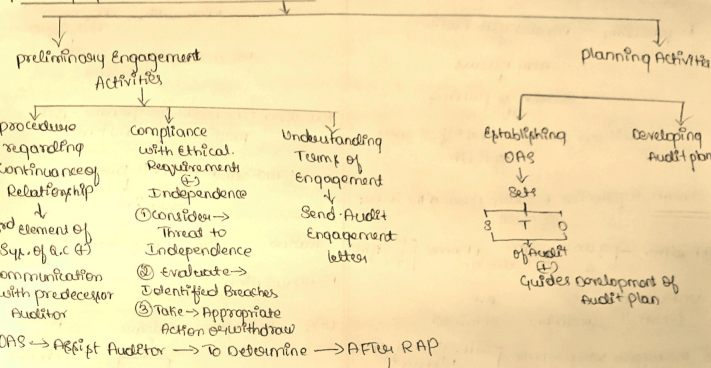 preliminary Engagement
Activities
planning Activities
procedure
regarding
continuance of
Relationship
rd element of
Sys. of Q.C (+)
ommunication
with predecessor
Auditor
Compliance
with Ethical
Requirements
(+)
Independence
① Consider →
Threat to
Independence
② Evaluate →
Identified Breaches
③ Take → Appropriate
Action or withdraw
Understanding
Terms of
Engagement
Send Audit
Engagement
letter
Establishing
OAS
Sets
S T D
of Audit
(+)
Guides Development of
Audit plan
Developing
Audit plan
OAS → Assist Auditor → To Determine → AFTER RAP